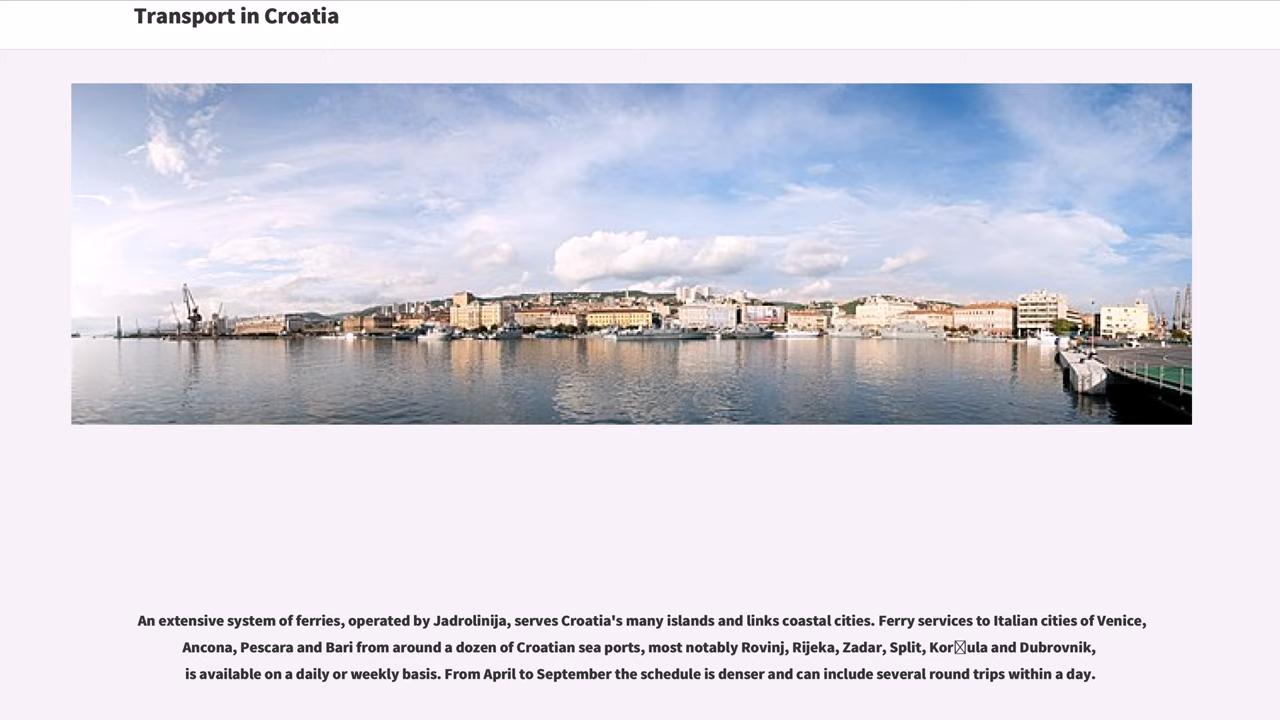 Transport in Croatia
An extensive system of ferries, operated by Jadrolinija, serves Croatia's many islands and links coastal cities. Ferry services to Italian cities of Venice,
Ancona, Pescara and Bari from around a dozen of Croatian sea ports, most notably Rovinj, Rijeka, Zadar, Split, Kor☒ula and Dubrovnik,
is available on a daily or weekly basis. From April to September the schedule is denser and can include several round trips within a day.